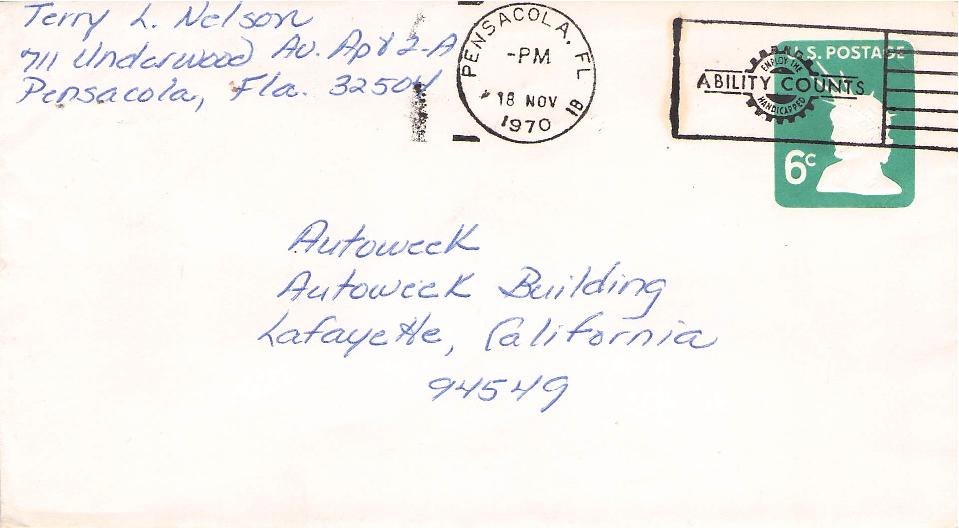 Terry L. Nelson
711 Underwood Av. Apt 2-A
Pensacola, Fla. 32504
PENSACOLA, FL
-PM
18 NOV
1970
1B
S. POSTAGE
EMPLOY THE
ABILITY COUNTS
HANDICAPPED
6c
Autoweek
Autoweek Building
Lafayette, California
94549